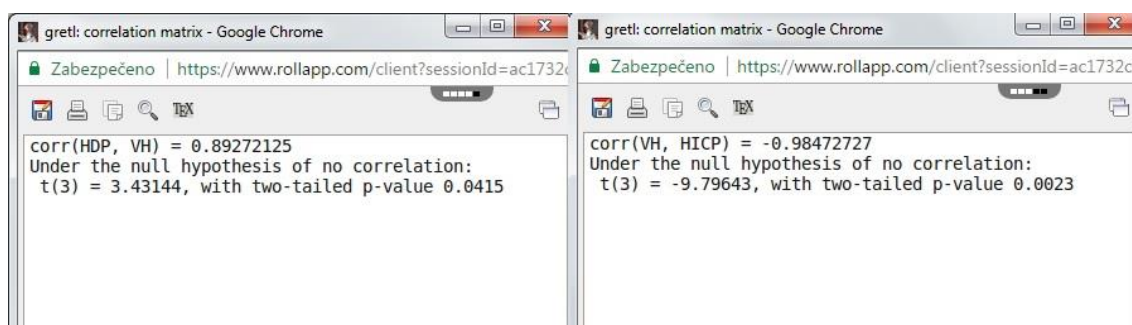 gretl: correlation matrix - Google Chrome
Zabezpečeno | https://www.rollapp.com/client?sessionId=ac1732
TEX
corr(HDP, VH) = 0.89272125
Under the null hypothesis of no correlation:
t(3) = 3.43144, with two-tailed p-value 0.0415
gretl: correlation matrix - Google Chrome
Zabezpečeno | https://www.rollapp.com/client?sessionId=ac1732c
TEX
corr(VH, HICP) = -0.98472727
Under the null hypothesis of no correlation:
t(3) = -9.79643, with two-tailed p-value 0.0023